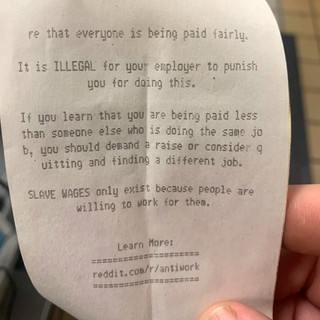 re that everyone is being paid fairly.
It is ILLEGAL for your employer to punish
you for doing this.
If you learn that you are being paid less
than someone else who is doing the same jo
b, you should demand a raise or consider q
uitting and finding a different job.
SLAVE WAGES only exist because people are
willing to work for them.
Learn More:
====================
reddit.com/r/antiwork
====================